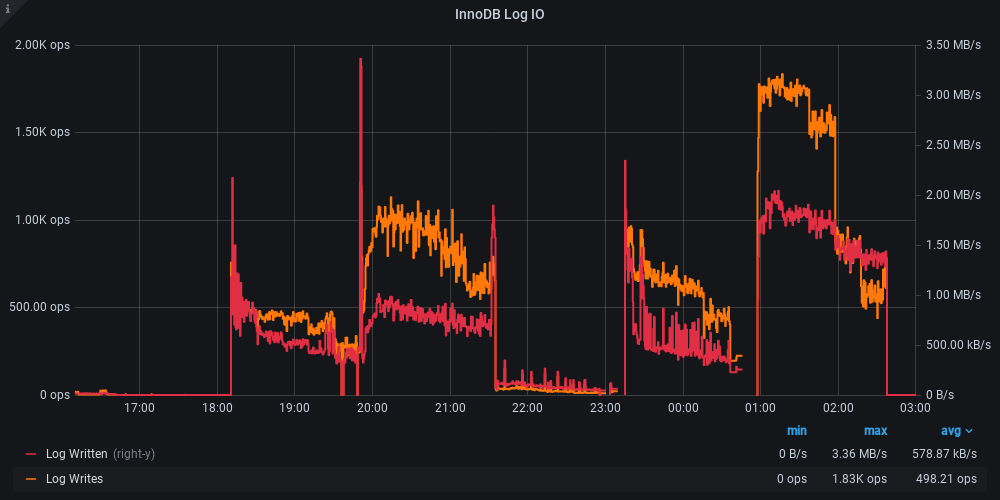 i
InnoDB Log IO
2.00K ops
1.50K ops
1.00K ops
500.00 ops
0 ops
3.50 MB/s
3.00 MB/s
2.50 MB/s
2.00 MB/s
1.50 MB/s
1.00 MB/s
500.00 kB/s
0 B/s
17:00 18:00 19:00 20:00 21:00 22:00 23:00 00:00 01:00 02:00 03:00
min max avg
Log Written (right-y) 0 B/s 3.36 MB/s 578.87 kB/s
Log Writes 0 ops 1.83K ops 498.21 ops